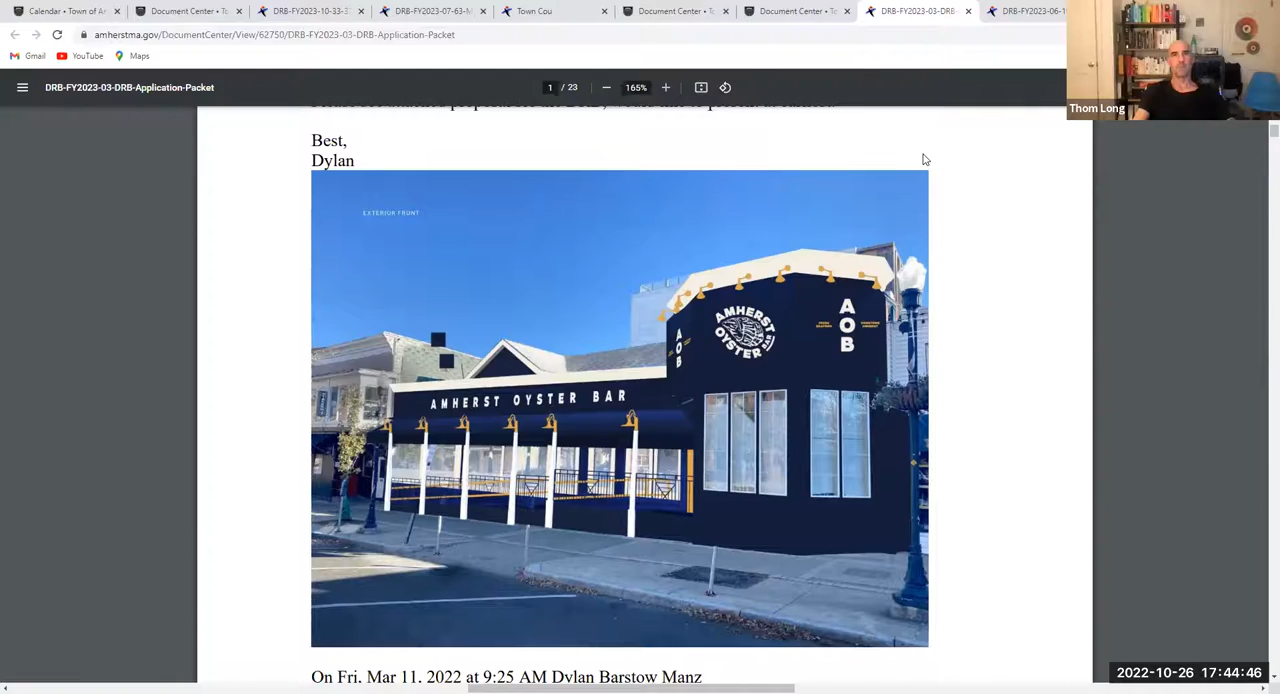 Calendar • Town of Ar
Document Center • To
DRB-FY2023-10-33-3
DRB-FY2023-07-63-M
Town Cou
Document Center • To
Document Center • To
DRB-FY2023-03-DRB-
DRB-FY2023-06-1
amherstma.gov/DocumentCenter/View/62750/DRB-FY2023-03-DRB-Application-Packet
Gmail
YouTube
Maps
DRB-FY2023-03-DRB-Application-Packet
1 / 23
165%
Thom Long
Best,
Dylan
EXTERIOR FRONT
AMHERST
OYSTER
BAR
AOB
AOB
AMHERST OYSTER BAR
On Fri, Mar 11, 2022 at 9:25 AM Dylan Barstow Manz
2022-10-26 17:44:46